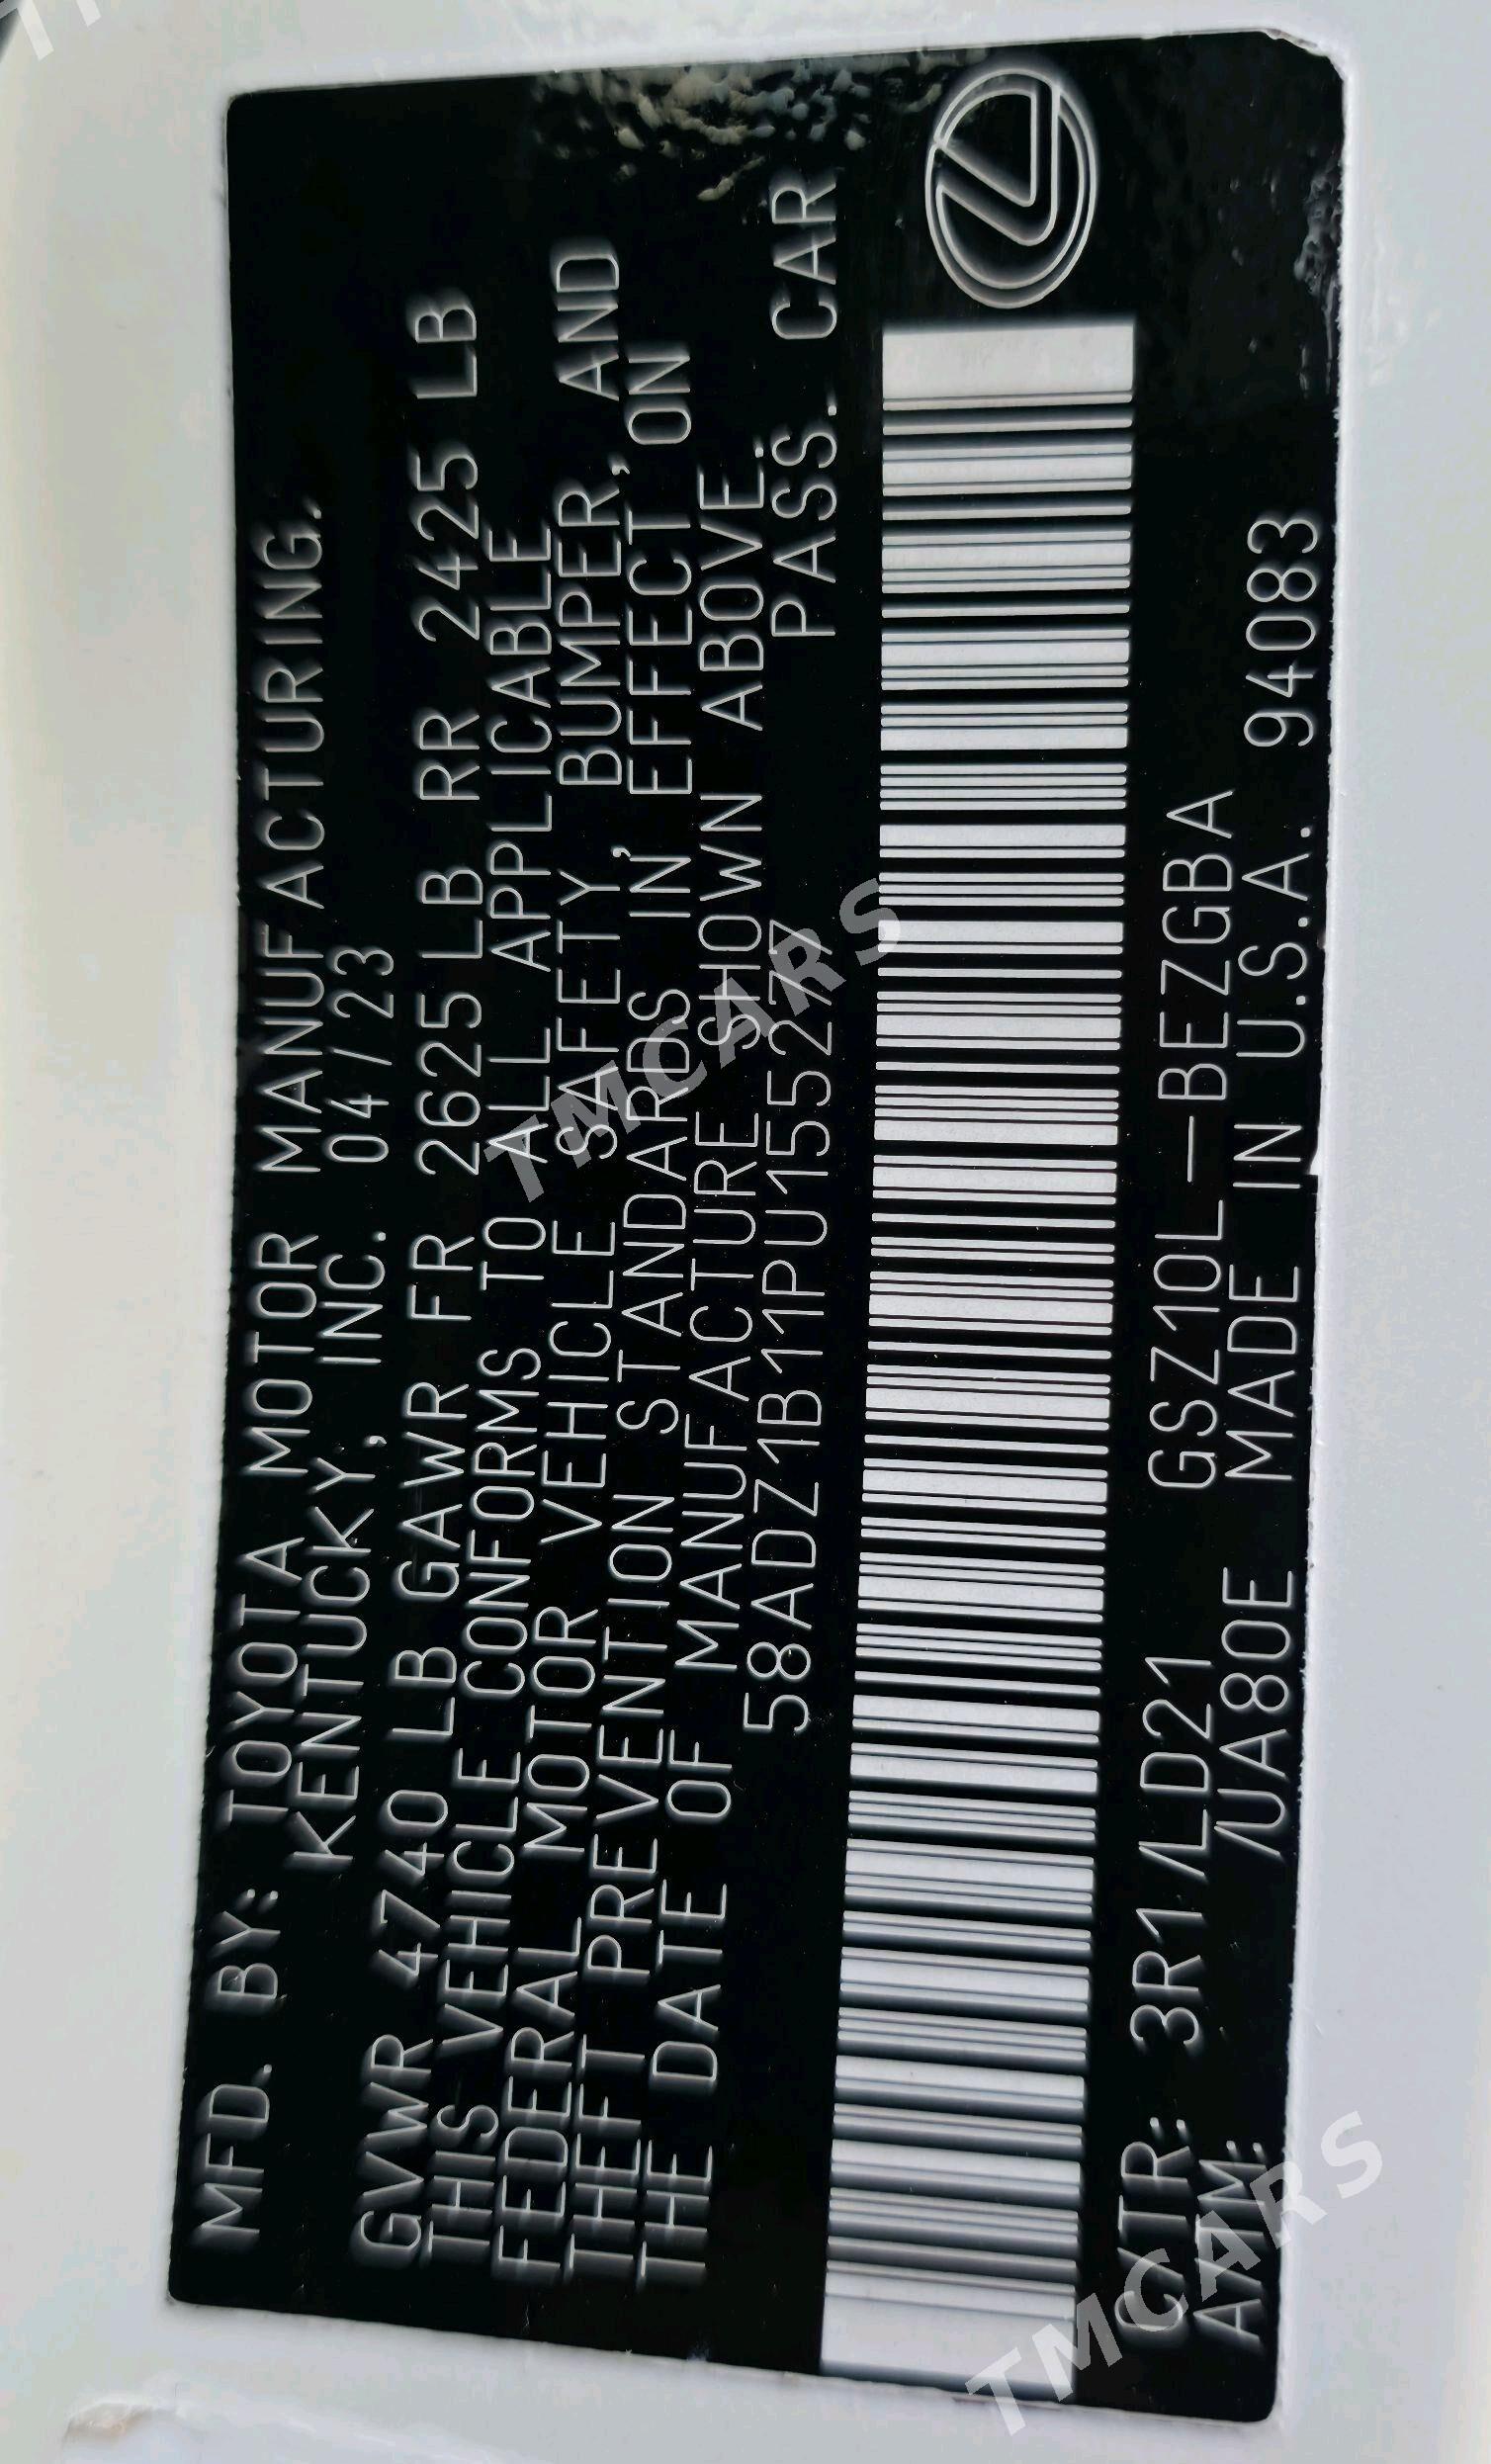 MFD. BY: TOYOTA MOTOR MANUFACTURING,
KENTUCKY, INC. 04/23
GVWR 4740 LB GAWR FR 2625 LB RR 2425 LB
THIS VEHICLE CONFORMS TO ALL APPLICABLE
FEDERAL MOTOR VEHICLE SAFETY, BUMPER, AND
THEFT PREVENTION STANDARDS IN EFFECT ON
THE DATE OF MANUFACTURE SHOWN ABOVE.
58ADZ1B11PU155277 PASS. CAR
C/TR: 3R1/LD21 GSZ10L-BEZGBA
A/TM: /UA80E MADE IN U.S.A. 94083
TMCARS
TMCARS